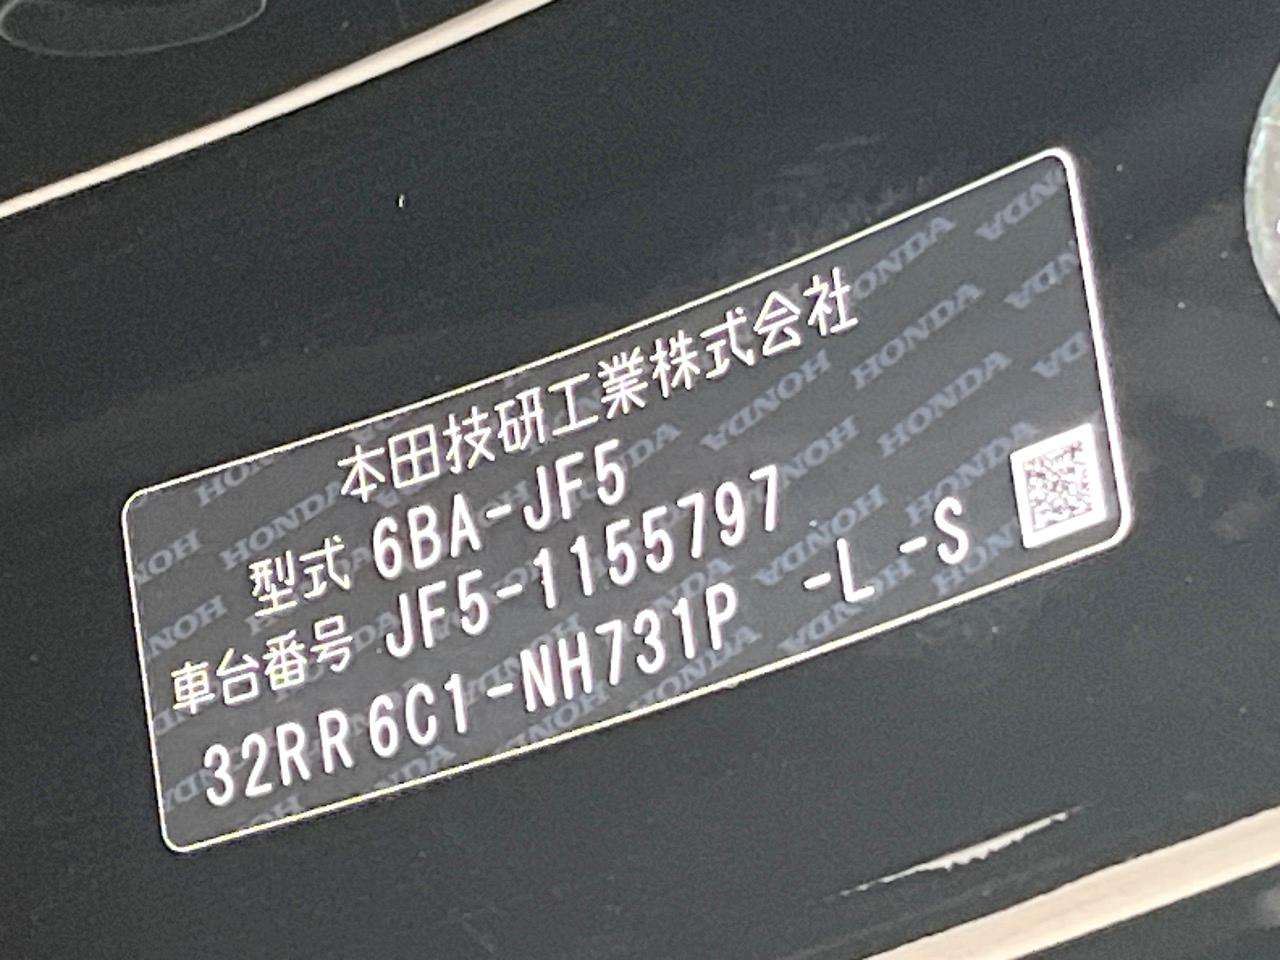 本田技研工業株式会社
型式 6BA-JF5
車台番号 JF5-1155797
32RR6C1-NH731P -L -S